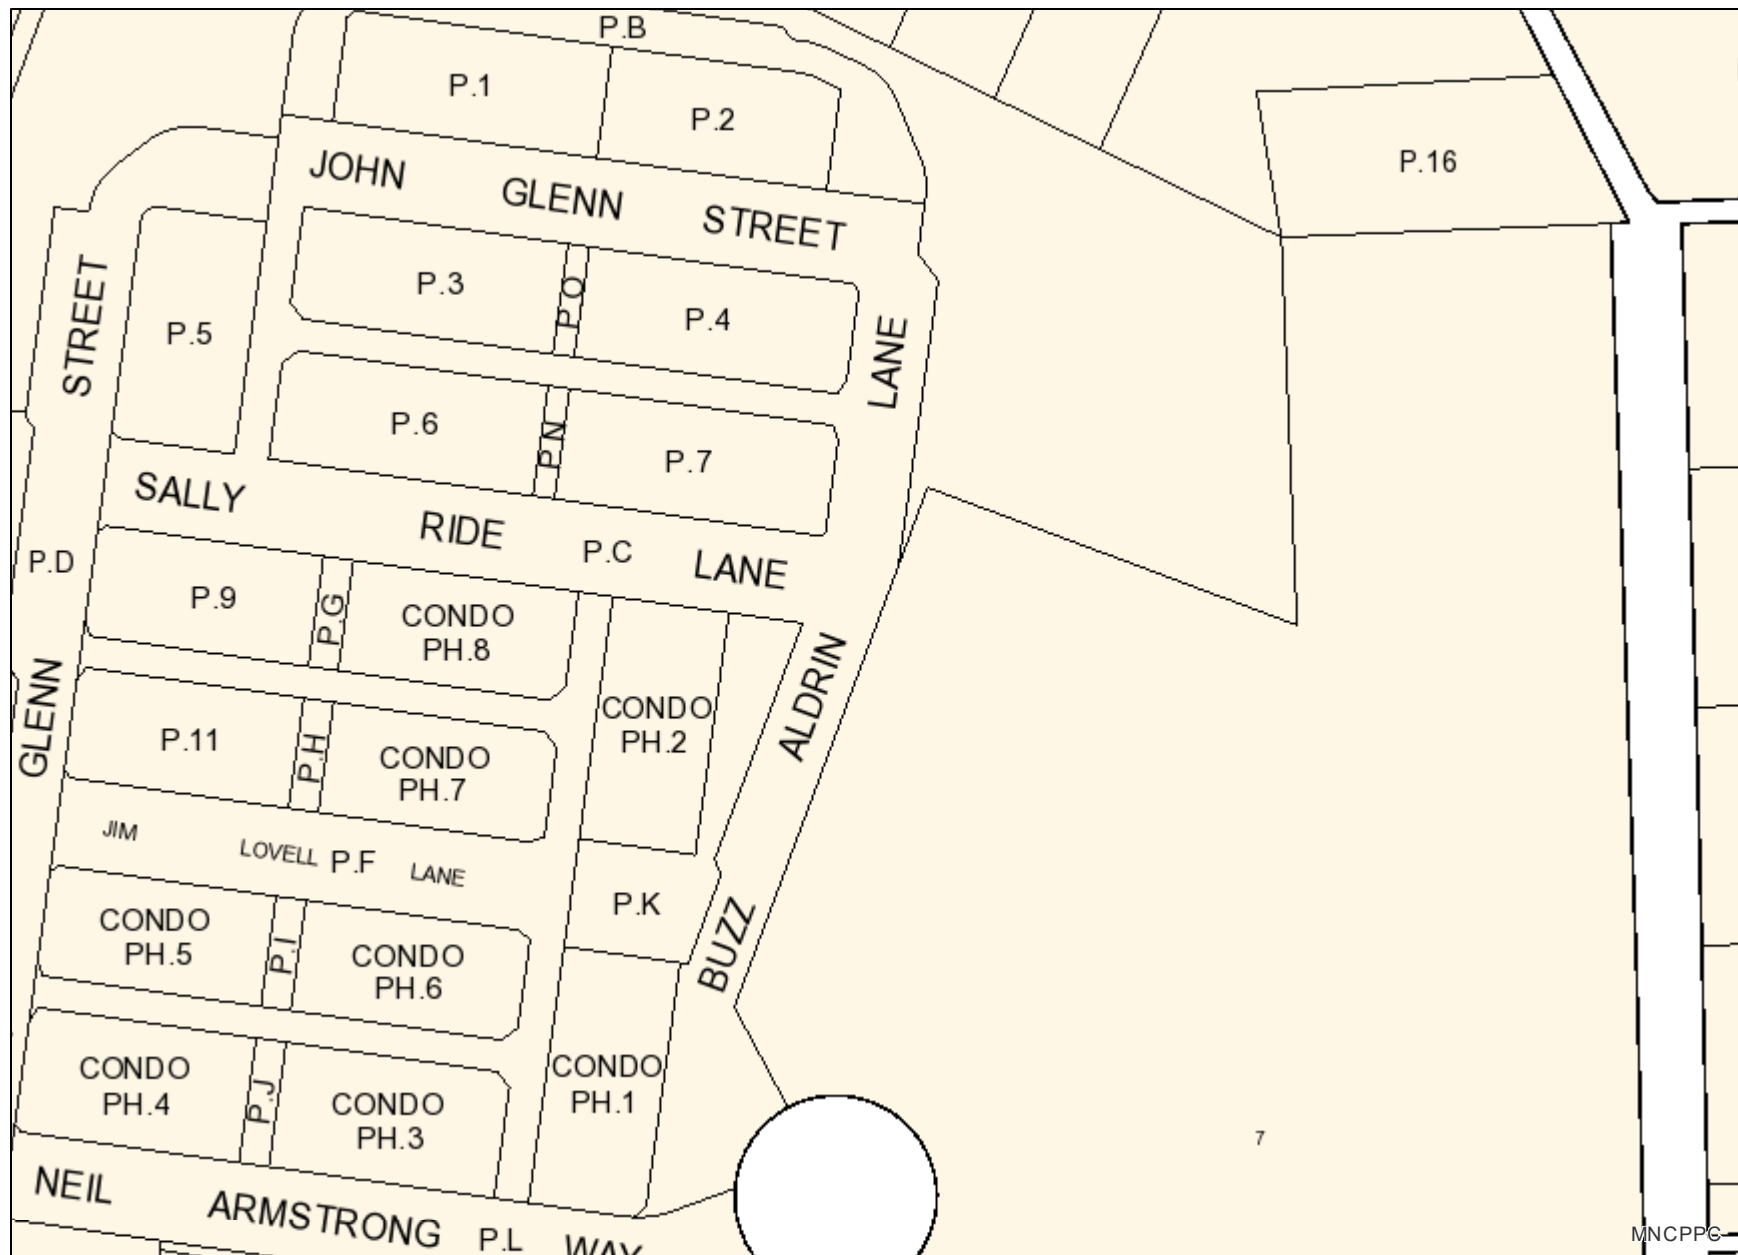 P.B
P.1
P.2
P.16
JOHN GLENN STREET
P.3
P.O
P.4
P.5
STREET
LANE
P.6
P.N
P.7
SALLY RIDE P.C LANE
P.D
P.9
P.G
CONDO
PH.8
GLENN
CONDO
PH.2
ALDRIN
P.11
P.H
CONDO
PH.7
JIM LOVELL P.F LANE
P.K
CONDO
PH.5
P.I
CONDO
PH.6
BUZZ
CONDO
PH.4
P.J
CONDO
PH.3
CONDO
PH.1
7
NEIL ARMSTRONG P.L WAY
MNCPPC